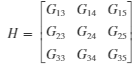 H = [ G₁₃ G₁₄ G₁₅
G₂₃ G₂₄ G₂₅
G₃₃ G₃₄ G₃₅ ]